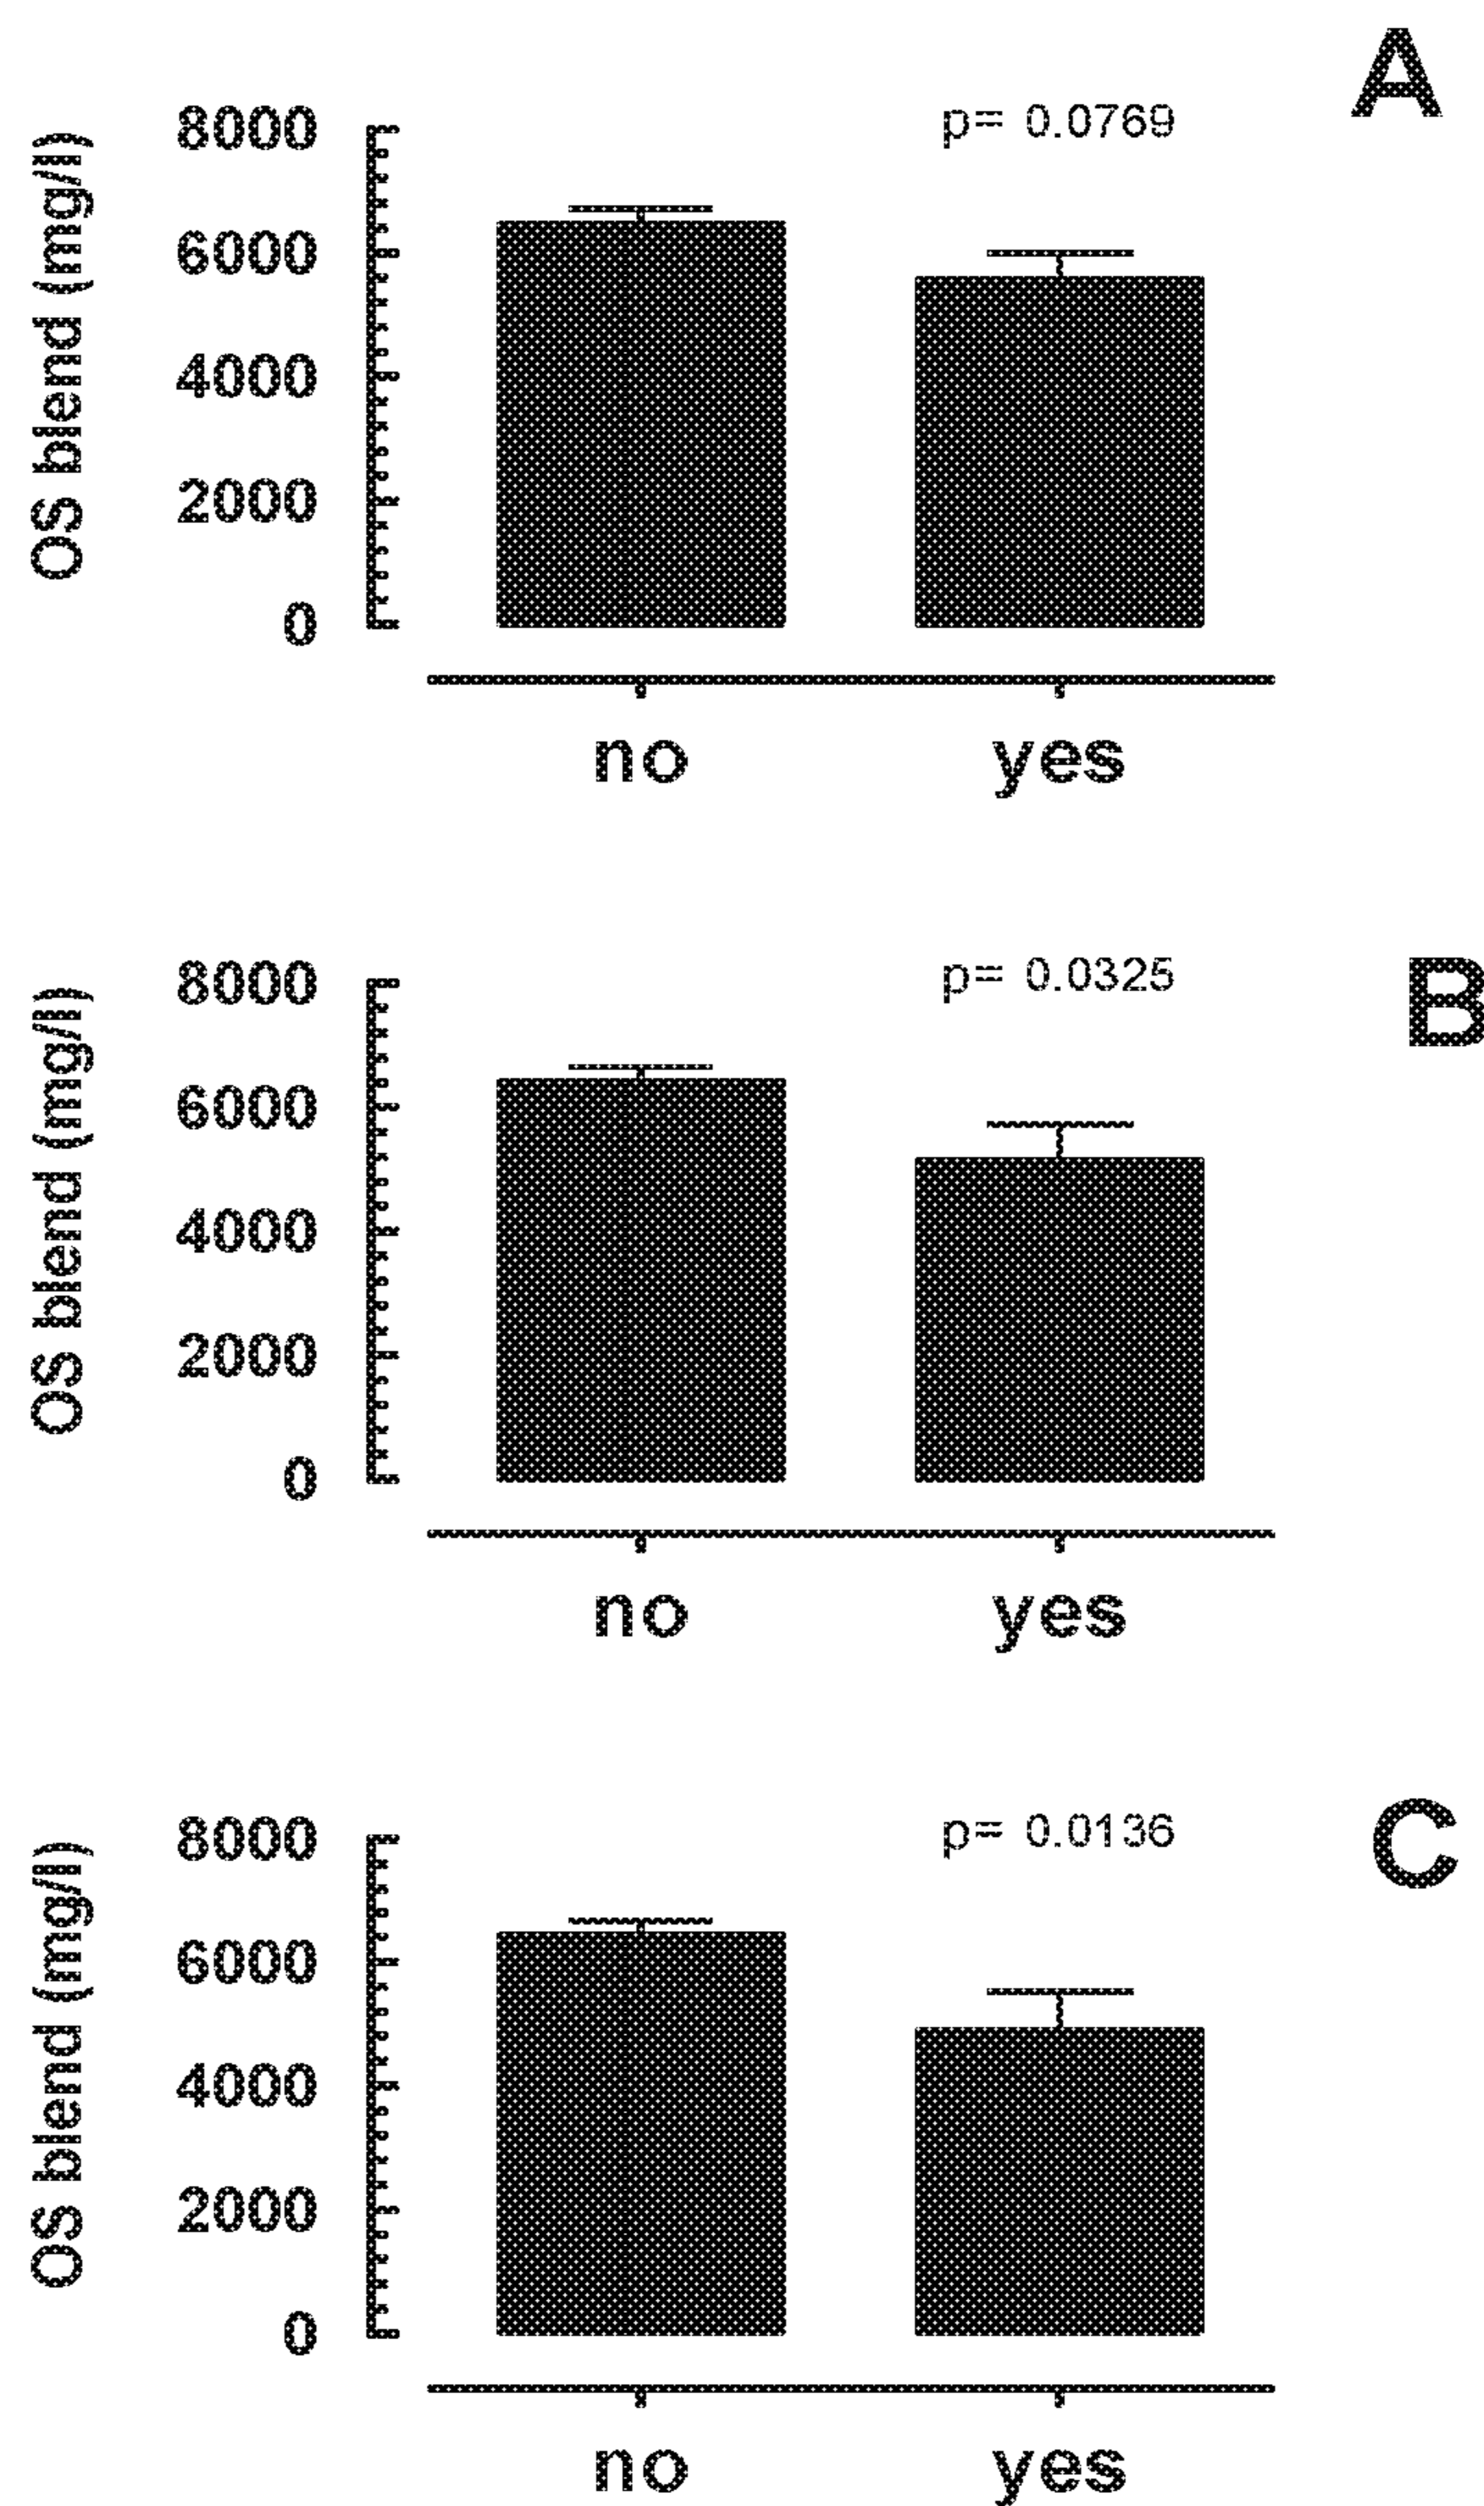 A
p= 0.0769
OS blend (mg/l)
8000
6000
4000
2000
0
no yes
B
p= 0.0325
OS blend (mg/l)
8000
6000
4000
2000
0
no yes
C
p= 0.0136
OS blend (mg/l)
8000
6000
4000
2000
0
no yes